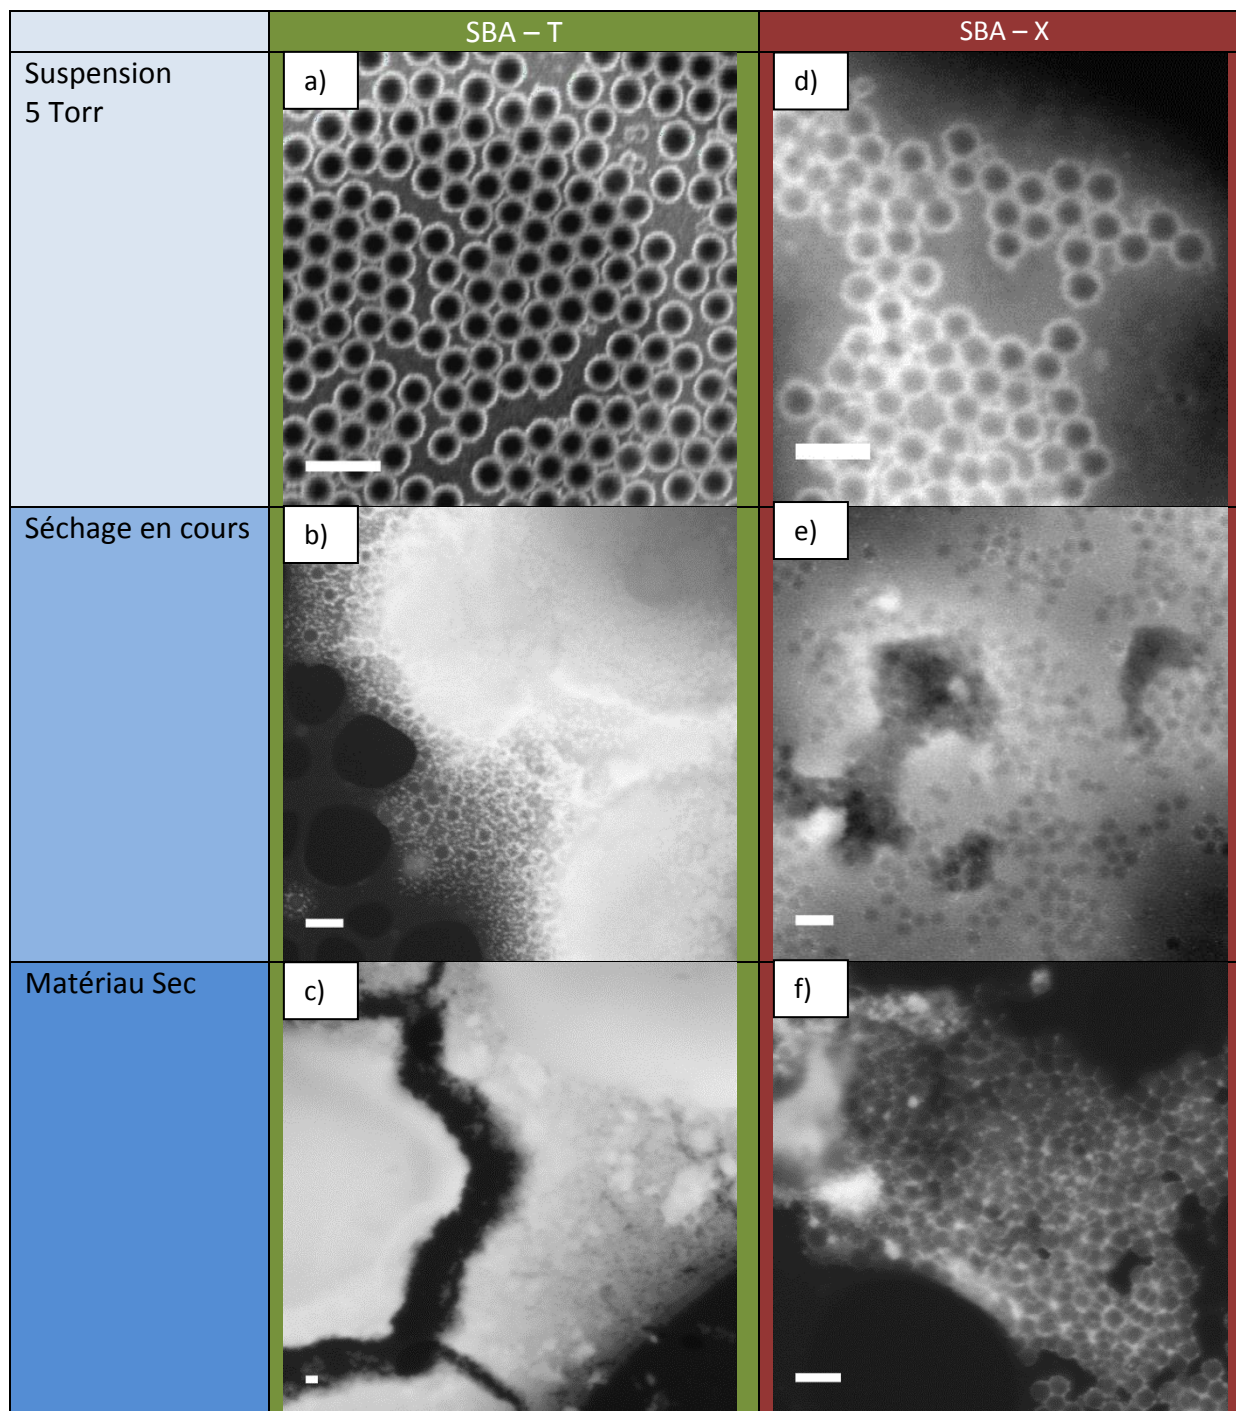 SBA – T
SBA – X
Suspension
5 Torr
a)
d)
Séchage en cours
b)
e)
Matériau Sec
c)
f)